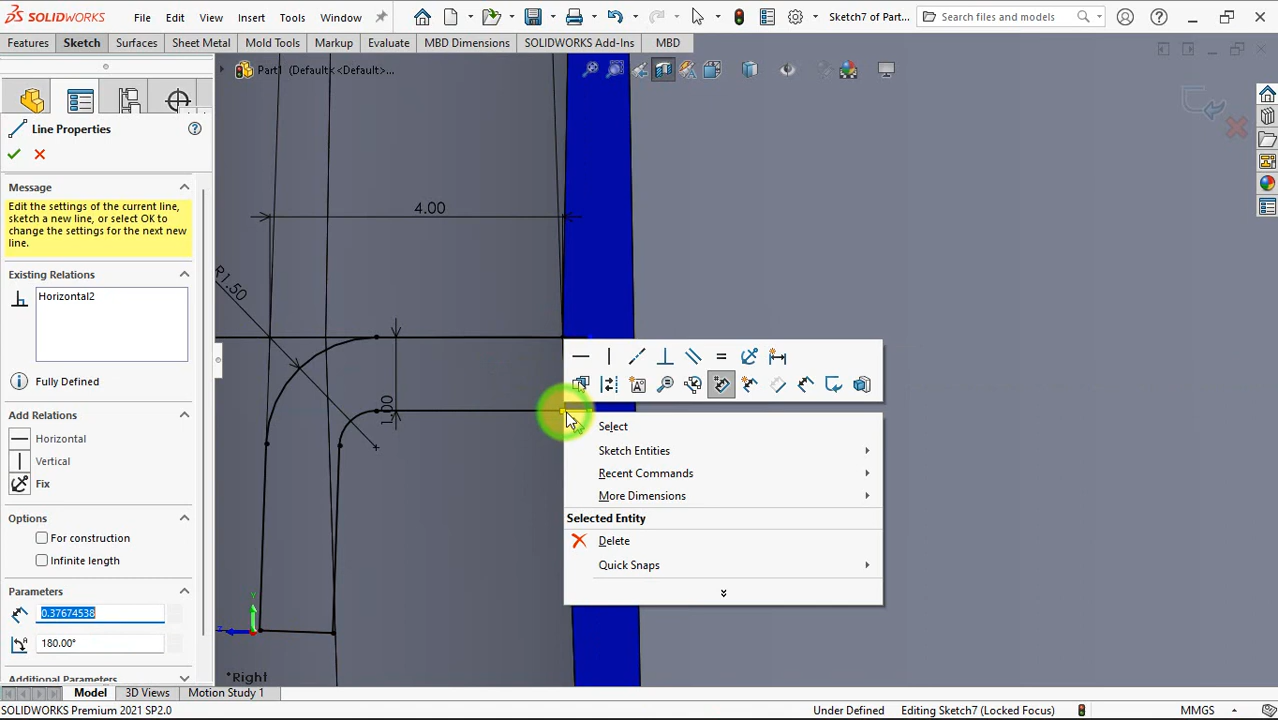 SOLIDWORKS
File
Edit
View
Insert
Tools
Window
Sketch7 of Part...
Search files and models
Features
Sketch
Surfaces
Sheet Metal
Mold Tools
Markup
Evaluate
MBD Dimensions
SOLIDWORKS Add-Ins
MBD
Part1 (Default<<Default>...
Line Properties
Message
Edit the settings of the current line,
sketch a new line, or select OK to
change the settings for the next new
line.
Existing Relations
Horizontal2
Fully Defined
Add Relations
Horizontal
Vertical
Fix
Options
For construction
Infinite length
Parameters
0.37674538
180.00°
Additional Parameters
4.00
R1.50
1.00
Select
Sketch Entities
Recent Commands
More Dimensions
Selected Entity
Delete
Quick Snaps
Y
Z
*Right
Model
3D Views
Motion Study 1
SOLIDWORKS Premium 2021 SP2.0
Under Defined
Editing Sketch7 (Locked Focus)
MMGS